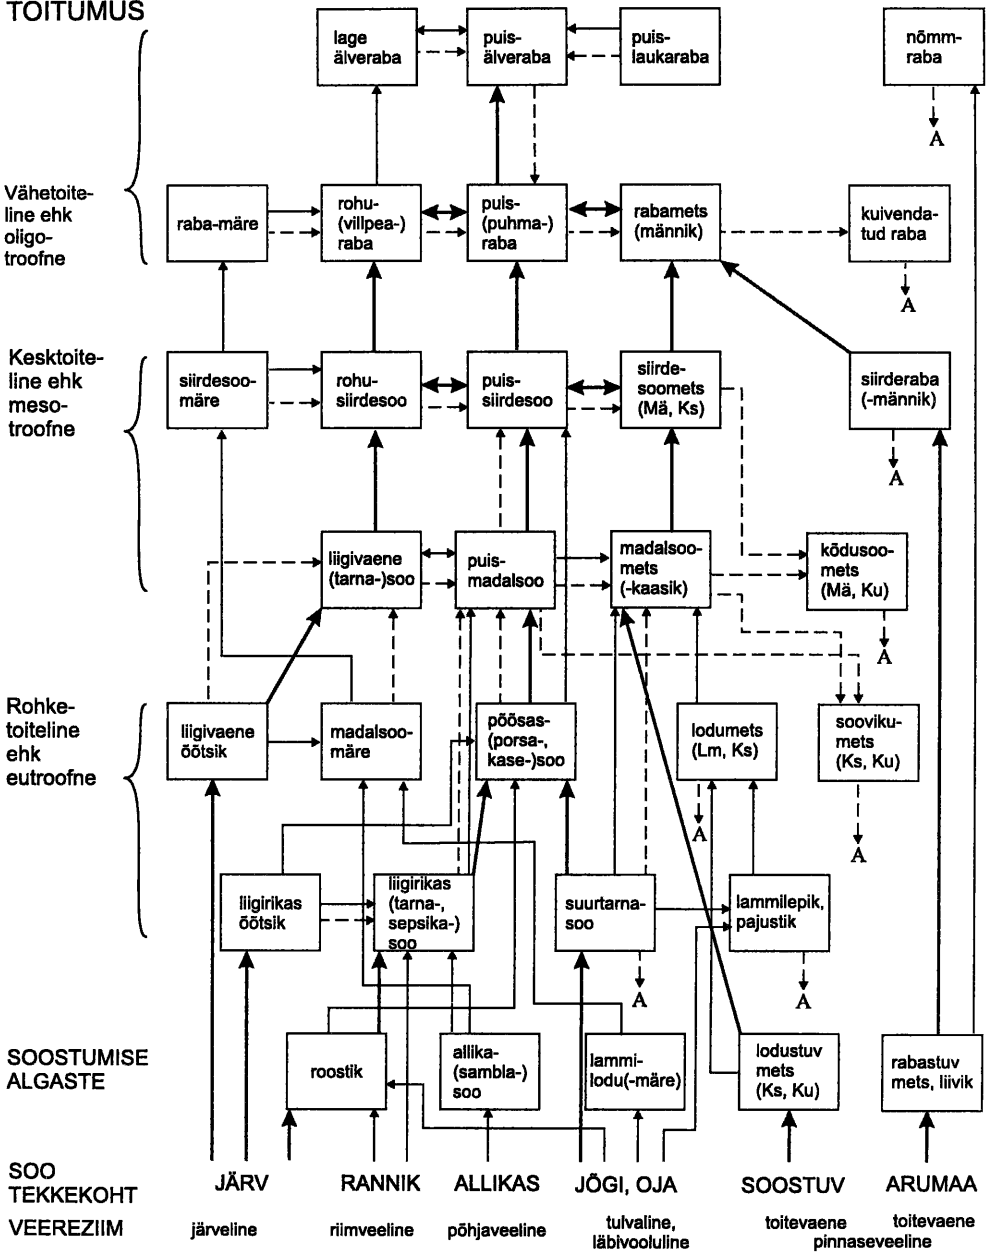 TOITUMUS
lage
älveraba
puis-
älveraba
puis-
laukaraba
nõmm-
raba
A
Vähetoite-
line ehk
oligo-
troofne
raba-märe
rohu-
(villpea-)
raba
puis-
(puhma-)
raba
rabamets
(männik)
kuivenda-
tud raba
A
Kesktoite-
line ehk
meso-
troofne
siirdesoo-
märe
rohu-
siirdesoo
puis-
siirdesoo
siirde-
soomets
(Mä, Ks)
siirderaba
(-männik)
A
liigivaene
(tarna-)soo
puis-
madalsoo
madalsoo-
mets
(-kaasik)
kõdusoo-
mets
(Mä, Ku)
A
Rohke-
toiteline
ehk
eutroofne
liigivaene
õõtsik
madalsoo-
märe
põõsas-
(porsa-,
kase-)soo
lodumets
(Lm, Ks)
sooviku-
mets
(Ks, Ku)
A
A
liigirikas
õõtsik
liigirikas
(tarna-,
sepsika-)
soo
suurtarna-
soo
lammilepik,
pajustik
A
A
SOOSTUMISE
ALGASTE
roostik
allika-
(sambla-)
soo
lammi-
lodu(-märe)
lodustuv
mets
(Ks, Ku)
rabastuv
mets, liivik
SOO
TEKKEKOHT
JÄRV
RANNIK
ALLIKAS
JÕGI, OJA
SOOSTUV
ARUMAA
VEEREZIIM
järveline
riimveeline
põhjaveeline
tulvaline,
läbivooluline
toitevaene
toitevaene
pinnaseveeline